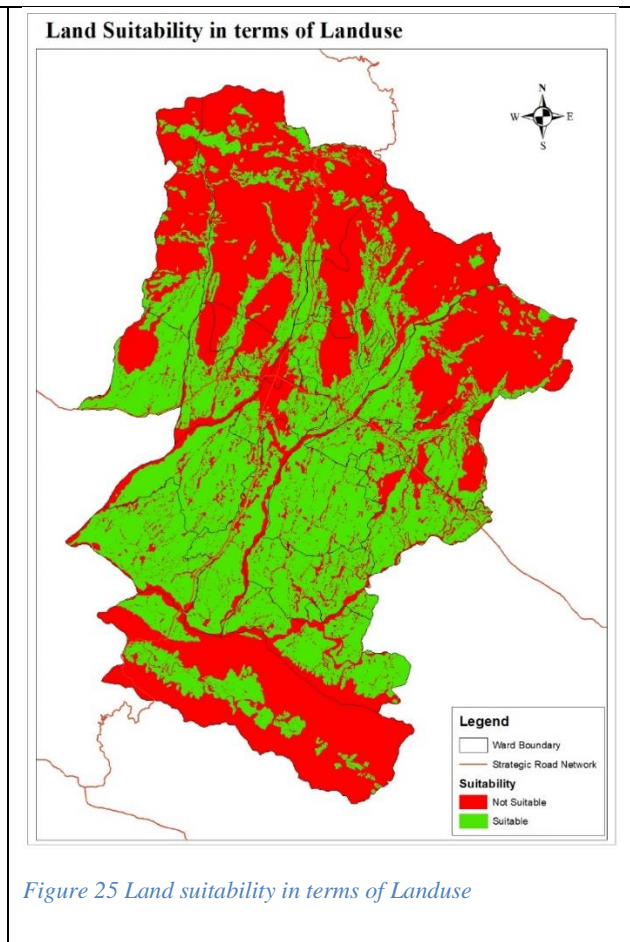 Land Suitability in terms of Landuse
N
W E
S
Legend
Ward Boundary
Strategic Road Network
Suitability
Not Suitable
Suitable
Figure 25 Land suitability in terms of Landuse